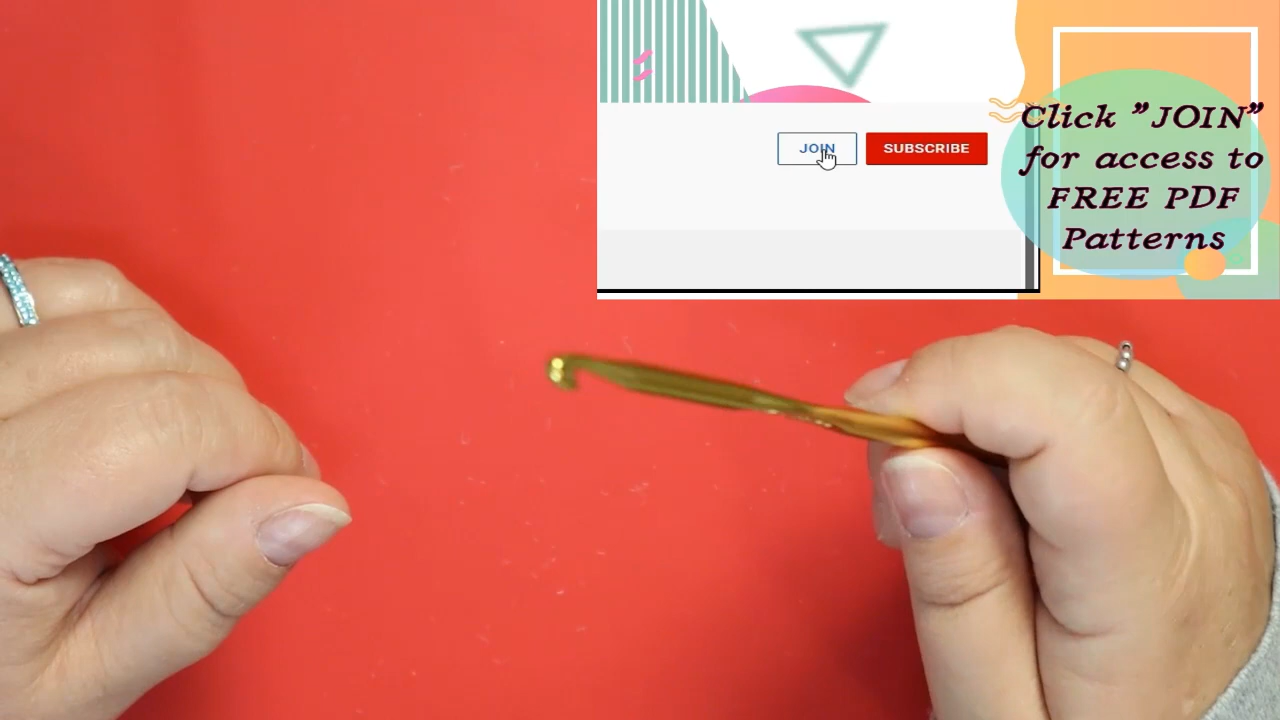 JOIN
SUBSCRIBE
Click "JOIN"
for access to
FREE PDF
Patterns